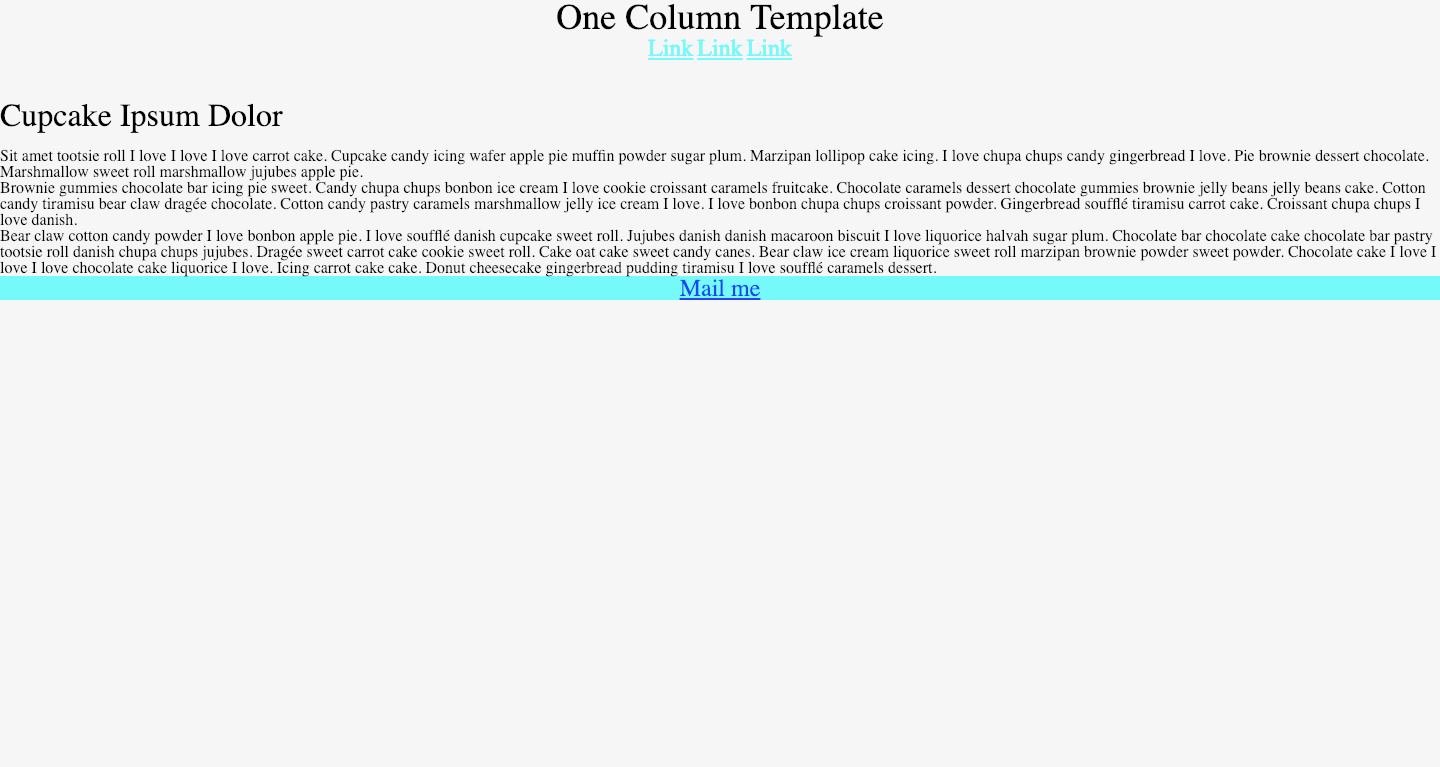 One Column Template
Link Link Link
Cupcake Ipsum Dolor
Sit amet tootsie roll I love I love I love carrot cake. Cupcake candy icing wafer apple pie muffin powder sugar plum. Marzipan lollipop cake icing. I love chupa chups candy gingerbread I love. Pie brownie dessert chocolate.
Marshmallow sweet roll marshmallow jujubes apple pie.
Brownie gummies chocolate bar icing pie sweet. Candy chupa chups bonbon ice cream I love cookie croissant caramels fruitcake. Chocolate caramels dessert chocolate gummies brownie jelly beans jelly beans cake. Cotton
candy tiramisu bear claw dragée chocolate. Cotton candy pastry caramels marshmallow jelly ice cream I love. I love bonbon chupa chups croissant powder. Gingerbread soufflé tiramisu carrot cake. Croissant chupa chups I
love danish.
Bear claw cotton candy powder I love bonbon apple pie. I love soufflé danish cupcake sweet roll. Jujubes danish danish macaroon biscuit I love liquorice halvah sugar plum. Chocolate bar chocolate cake chocolate bar pastry
tootsie roll danish chupa chups jujubes. Dragée sweet carrot cake cookie sweet roll. Cake oat cake sweet candy canes. Bear claw ice cream liquorice sweet roll marzipan brownie powder sweet powder. Chocolate cake I love I
love I love chocolate cake liquorice I love. Icing carrot cake cake. Donut cheesecake gingerbread pudding tiramisu I love soufflé caramels dessert.
Mail me